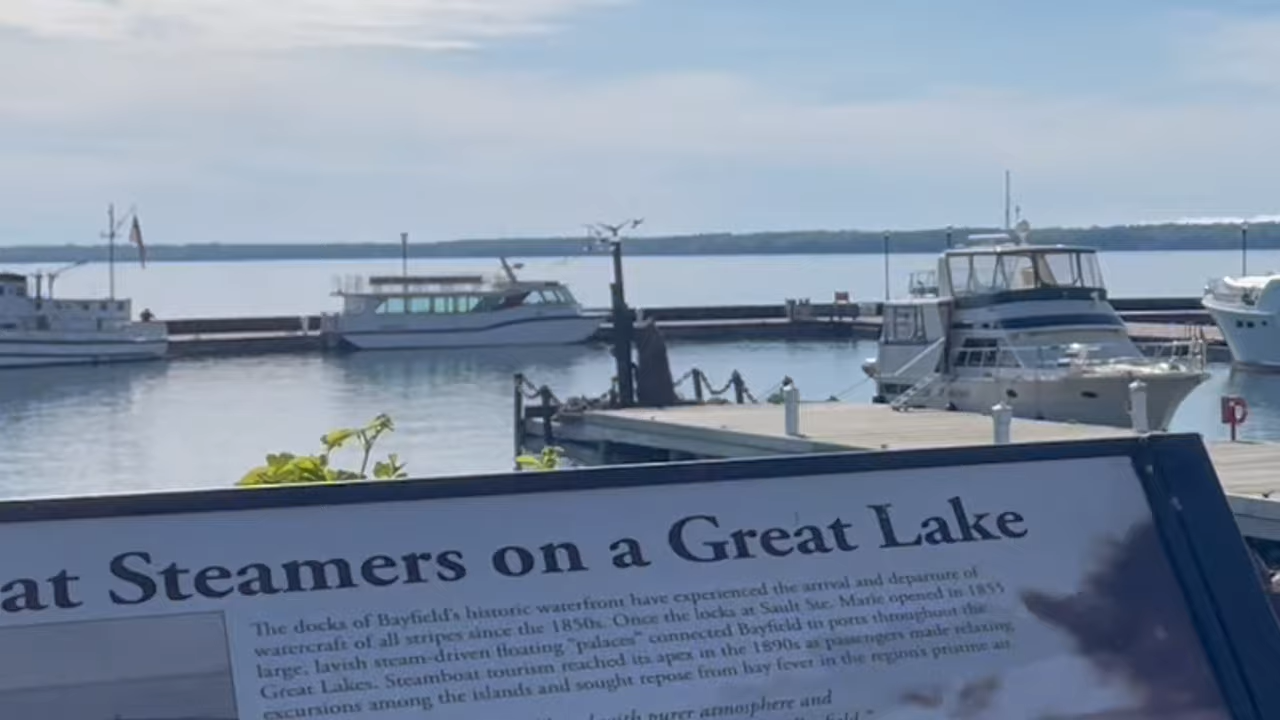 at Steamers on a Great Lake
The docks of Bayfield's historic waterfront have experienced the arrival and departure of
watercraft of all stripes since the 1850s. Once the locks at Sault Ste. Marie opened in 1855
large, lavish steam-driven floating "palaces" connected Bayfield to ports throughout the
Great Lakes. Steamboat tourism reached its apex in the 1890s as passengers made relaxing
excursions among the islands and sought repose from hay fever in the region's pristine air.
with purer atmosphere and